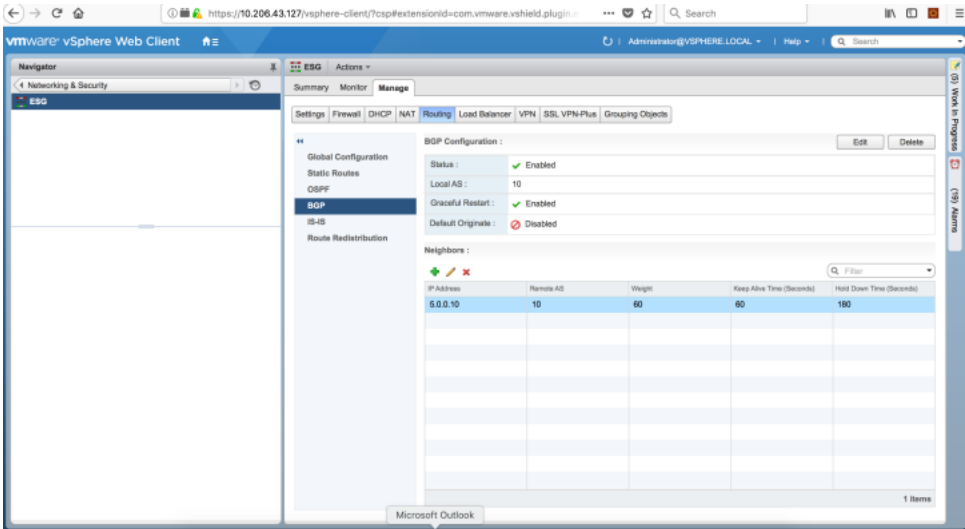 https://10.206.43.127/vsphere-client/?csp#extensionId=com.vmware.vshield.plugin.
Search
vmware® vSphere Web Client
Administrator@VSPHERE.LOCAL
Help
Search
Navigator
Networking & Security
ESG
ESG Actions
Summary Monitor Manage
Settings Firewall DHCP NAT Routing Load Balancer VPN SSL VPN-Plus Grouping Objects
Global Configuration
Static Routes
OSPF
BGP
IS-IS
Route Redistribution
BGP Configuration :
Edit Delete
Status : Enabled
Local AS : 10
Graceful Restart : Enabled
Default Originate : Disabled
Neighbors :
Filter
IP Address Remote AS Weight Keep Alive Time (Seconds) Hold Down Time (Seconds)
10 60 60 180
1 Items
(5) Work In Progress
(19) Alarms
Microsoft Outlook